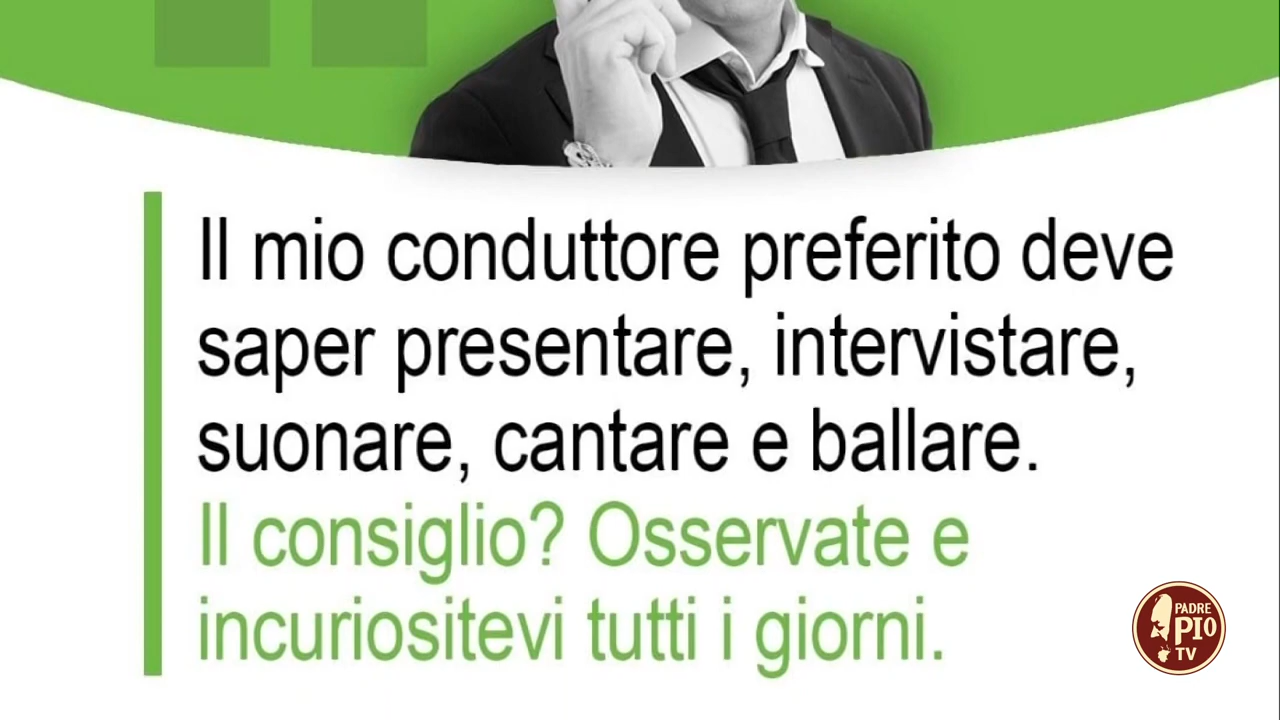 Il mio conduttore preferito deve
saper presentare, intervistare,
suonare, cantare e ballare.
Il consiglio? Osservate e
incuriositevi tutti i giorni.
PADRE
PIO
TV